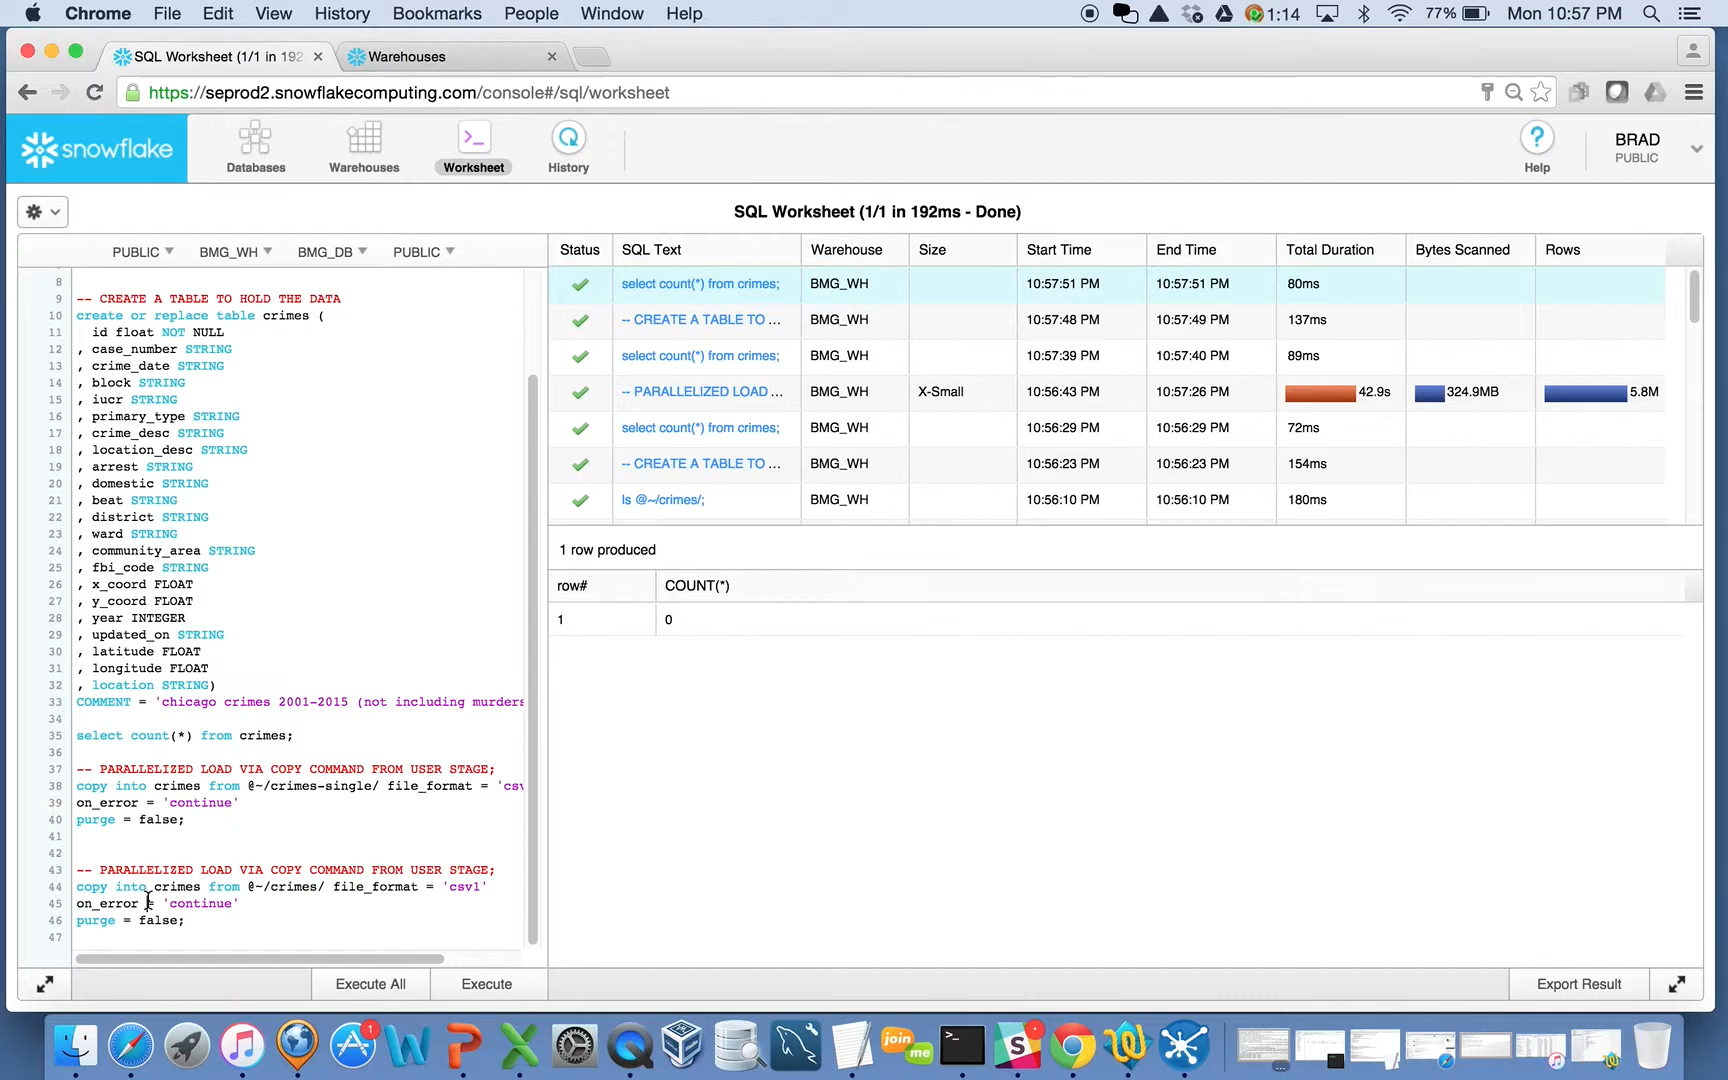 Chrome File Edit View History Bookmarks People Window Help 1:14 77% Mon 10:57 PM
SQL Worksheet (1/1 in 192 Warehouses
https://seprod2.snowflakecomputing.com/console#/sql/worksheet
snowflake Databases Warehouses Worksheet History Help BRAD
PUBLIC
SQL Worksheet (1/1 in 192ms - Done)
PUBLIC BMG_WH BMG_DB PUBLIC
8
9 -- CREATE A TABLE TO HOLD THE DATA
10 create or replace table crimes (
11 id float NOT NULL
12 , case_number STRING
13 , crime_date STRING
14 , block STRING
15 , iucr STRING
16 , primary_type STRING
17 , crime_desc STRING
18 , location_desc STRING
19 , arrest STRING
20 , domestic STRING
21 , beat STRING
22 , district STRING
23 , ward STRING
24 , community_area STRING
25 , fbi_code STRING
26 , x_coord FLOAT
27 , y_coord FLOAT
28 , year INTEGER
29 , updated_on STRING
30 , latitude FLOAT
31 , longitude FLOAT
32 , location STRING)
33 COMMENT = 'chicago crimes 2001-2015 (not including murders
34
35 select count(*) from crimes;
36
37 -- PARALLELIZED LOAD VIA COPY COMMAND FROM USER STAGE;
38 copy into crimes from @~/crimes-single/ file_format = 'csv
39 on_error = 'continue'
40 purge = false;
41
42
43 -- PARALLELIZED LOAD VIA COPY COMMAND FROM USER STAGE;
44 copy into crimes from @~/crimes/ file_format = 'csv1'
45 on_error = 'continue'
46 purge = false;
47
Execute All Execute
Status SQL Text Warehouse Size Start Time End Time Total Duration Bytes Scanned Rows
select count(*) from crimes; BMG_WH 10:57:51 PM 10:57:51 PM 80ms
-- CREATE A TABLE TO ... BMG_WH 10:57:48 PM 10:57:49 PM 137ms
select count(*) from crimes; BMG_WH 10:57:39 PM 10:57:40 PM 89ms
-- PARALLELIZED LOAD ... BMG_WH X-Small 10:56:43 PM 10:57:26 PM 42.9s 324.9MB 5.8M
select count(*) from crimes; BMG_WH 10:56:29 PM 10:56:29 PM 72ms
-- CREATE A TABLE TO ... BMG_WH 10:56:23 PM 10:56:23 PM 154ms
ls @~/crimes/; BMG_WH 10:56:10 PM 10:56:10 PM 180ms
1 row produced
row# COUNT(*)
1 0
Export Result
1
join
me